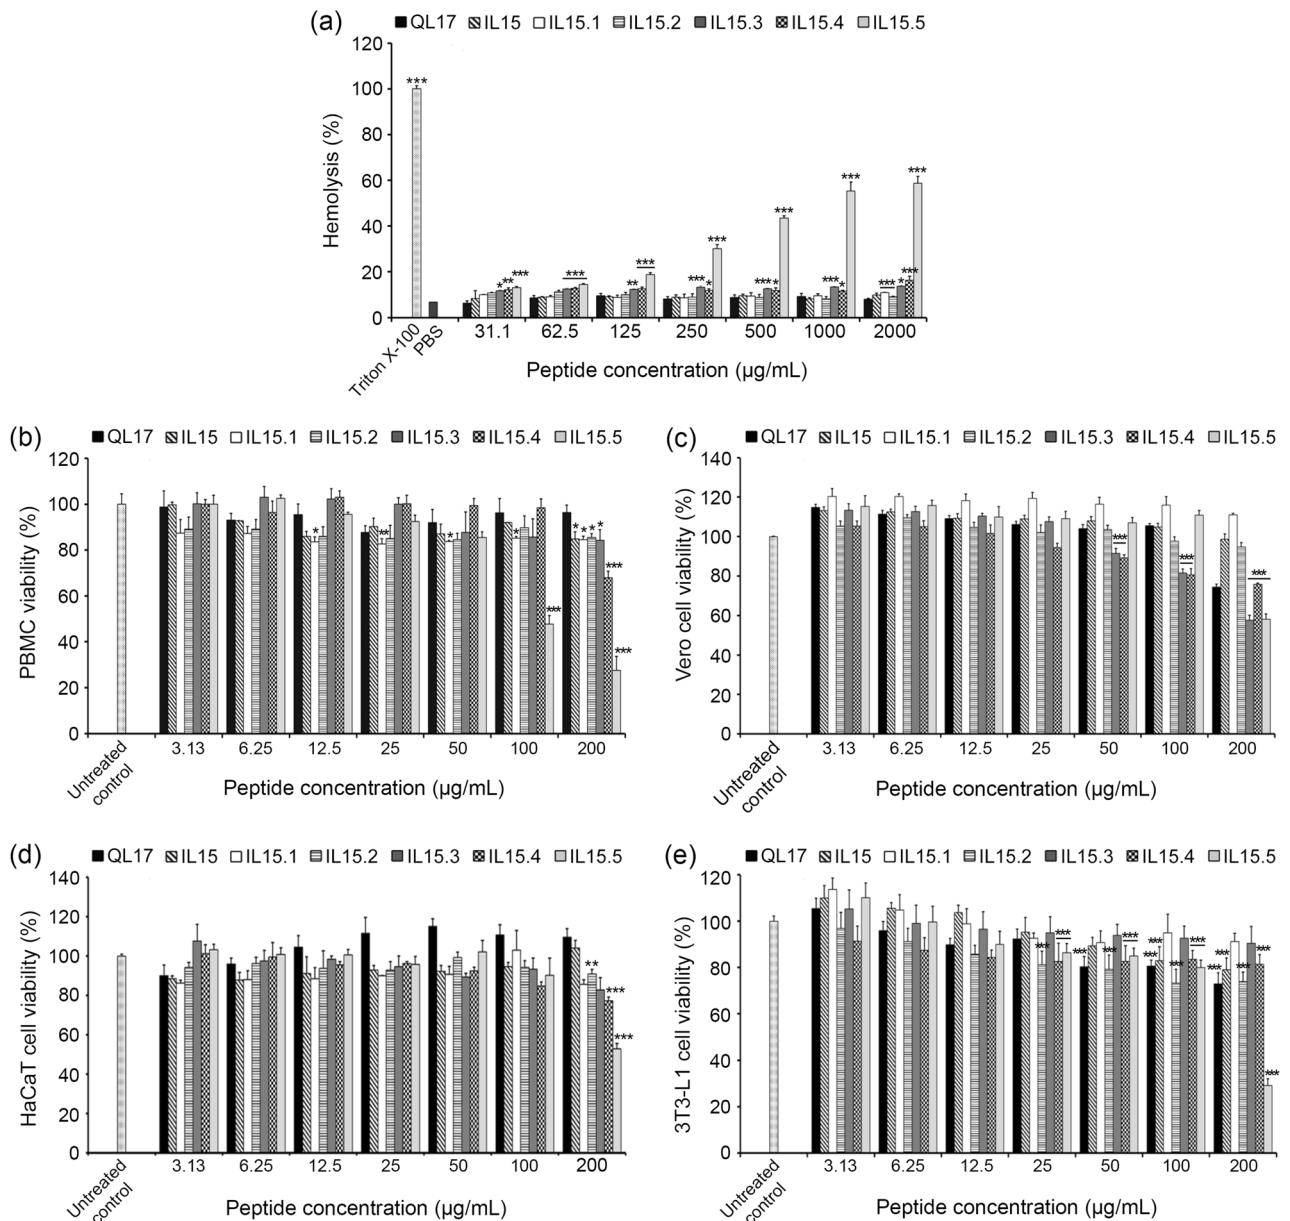 (a) QL17 IL15 IL15.1 IL15.2 IL15.3 IL15.4 IL15.5
120
100
80
60
40
20
0
Hemolysis (%)
***
* ** ***
***
** ***
*** * ***
*** * ***
*** * ***
*** * *** ***
Triton X-100 PBS 31.1 62.5 125 250 500 1000 2000
Peptide concentration (µg/mL)
(b) QL17 IL15 IL15.1 IL15.2 IL15.3 IL15.4 IL15.5
120
100
80
60
40
20
0
PBMC viability (%)
*
**
*
* ***
* * * * *** ***
Untreated control 3.13 6.25 12.5 25 50 100 200
Peptide concentration (µg/mL)
(c) QL17 IL15 IL15.1 IL15.2 IL15.3 IL15.4 IL15.5
140
120
100
80
60
40
20
0
Vero cell viability (%)
***
***
***
Untreated control 3.13 6.25 12.5 25 50 100 200
Peptide concentration (µg/mL)
(d) QL17 IL15 IL15.1 IL15.2 IL15.3 IL15.4 IL15.5
140
120
100
80
60
40
20
0
HaCaT cell viability (%)
** *** ***
Untreated control 3.13 6.25 12.5 25 50 100 200
Peptide concentration (µg/mL)
(e) QL17 IL15 IL15.1 IL15.2 IL15.3 IL15.4 IL15.5
120
100
80
60
40
20
0
3T3-L1 cell viability (%)
*** ***
*** *** ***
*** *** *** ***
*** *** *** *** ***
Untreated control 3.13 6.25 12.5 25 50 100 200
Peptide concentration (µg/mL)